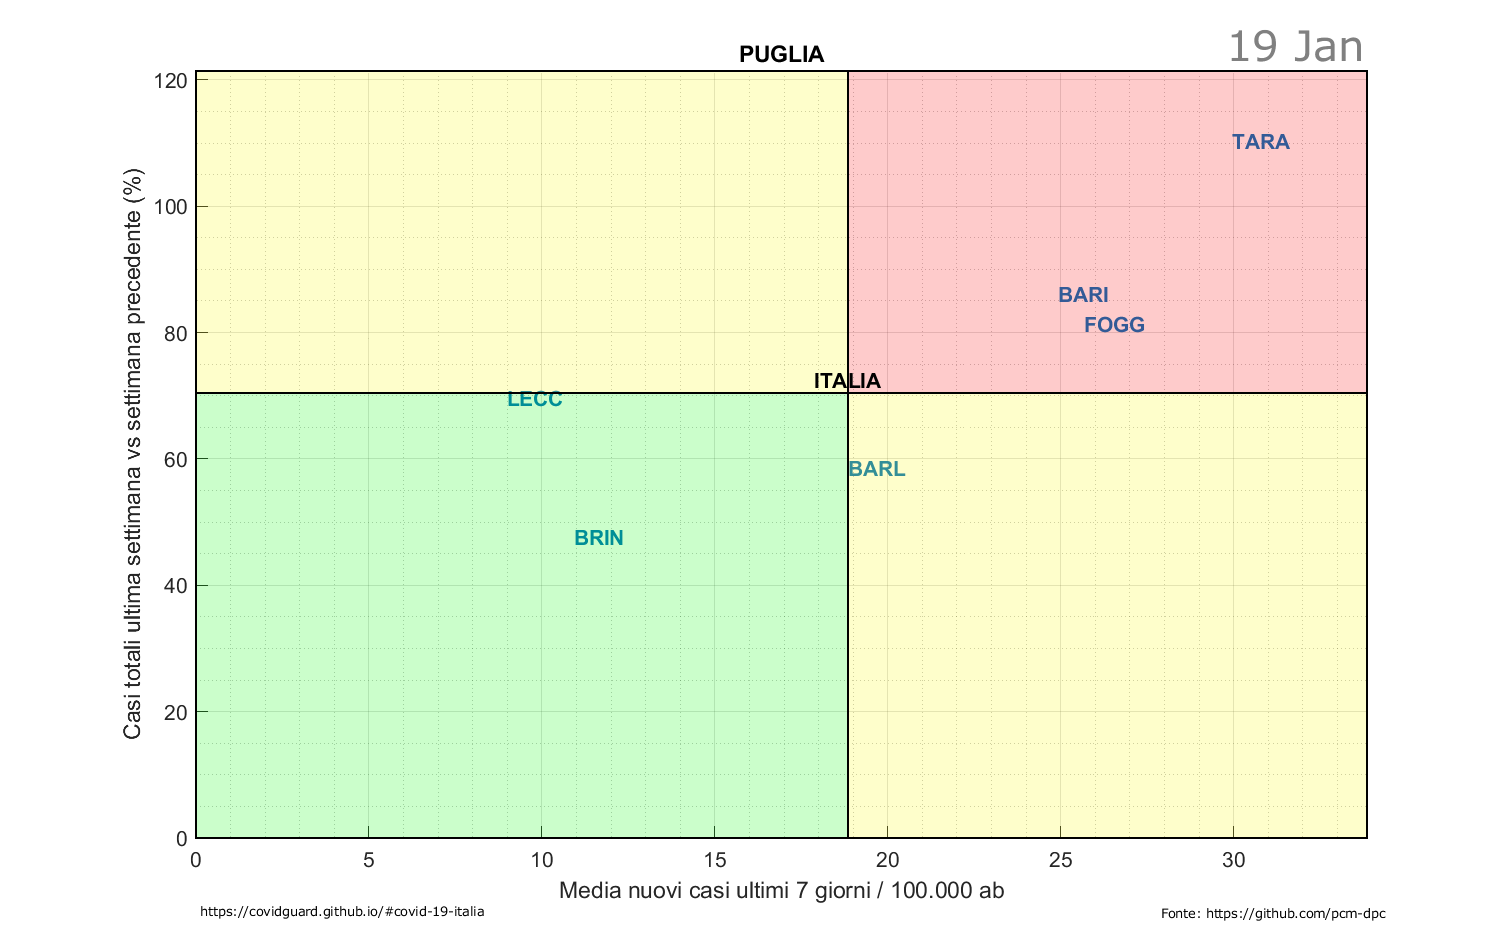 19 Jan
PUGLIA
Casi totali ultima settimana vs settimana precedente (%)
120
100
80
60
40
20
0
TARA
BARI
FOGG
ITALIA
LECC
BARL
BRIN
0 5 10 15 20 25 30
Media nuovi casi ultimi 7 giorni / 100.000 ab
https://covidguard.github.io/#covid-19-italia
Fonte: https://github.com/pcm-dpc